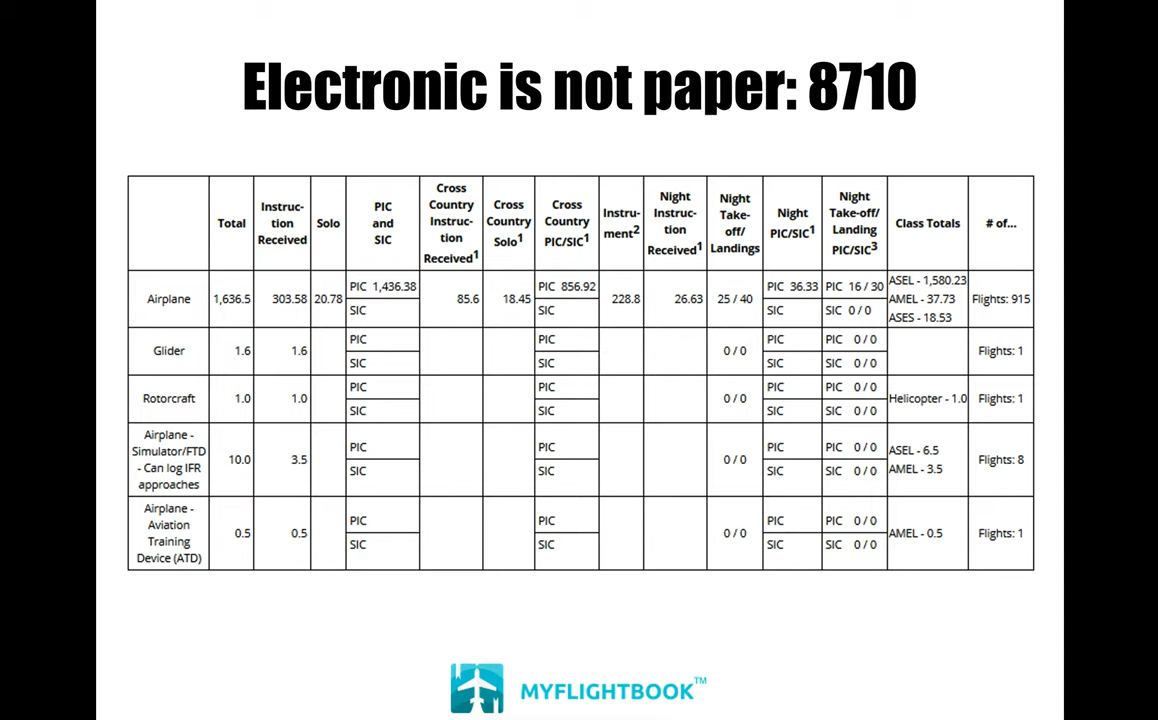 Electronic is not paper: 8710
Total
Instruc-
tion
Received
Solo
PIC
and
SIC
Cross
Country
Instruc-
tion
Received1
Cross
Country
Solo1
Cross
Country
PIC/SIC1
Instru-
ment2
Night
Instruc-
tion
Received1
Night
Take-
off/
Landings
Night
PIC/SIC1
Night
Take-off/
Landing
PIC/SIC3
Class Totals
# of...
Airplane
1,636.5
303.58
20.78
PIC 1,436.38
SIC
85.6
18.45
PIC 856.92
SIC
228.8
26.63
25 / 40
PIC 36.33
SIC
PIC 16 / 30
SIC 0 / 0
ASEL - 1,580.23
AMEL - 37.73
ASES - 18.53
Flights: 915
Glider
1.6
1.6
PIC
SIC
PIC
SIC
0 / 0
PIC
SIC
PIC 0 / 0
SIC 0 / 0
Flights: 1
Rotorcraft
1.0
1.0
PIC
SIC
PIC
SIC
0 / 0
PIC
SIC
PIC 0 / 0
SIC 0 / 0
Helicopter - 1.0
Flights: 1
Airplane -
Simulator/FTD
- Can log IFR
approaches
10.0
3.5
PIC
SIC
PIC
SIC
0 / 0
PIC
SIC
PIC 0 / 0
SIC 0 / 0
ASEL - 6.5
AMEL - 3.5
Flights: 8
Airplane -
Aviation
Training
Device (ATD)
0.5
0.5
PIC
SIC
PIC
SIC
0 / 0
PIC
SIC
PIC 0 / 0
SIC 0 / 0
AMEL - 0.5
Flights: 1
MYFLIGHTBOOK™